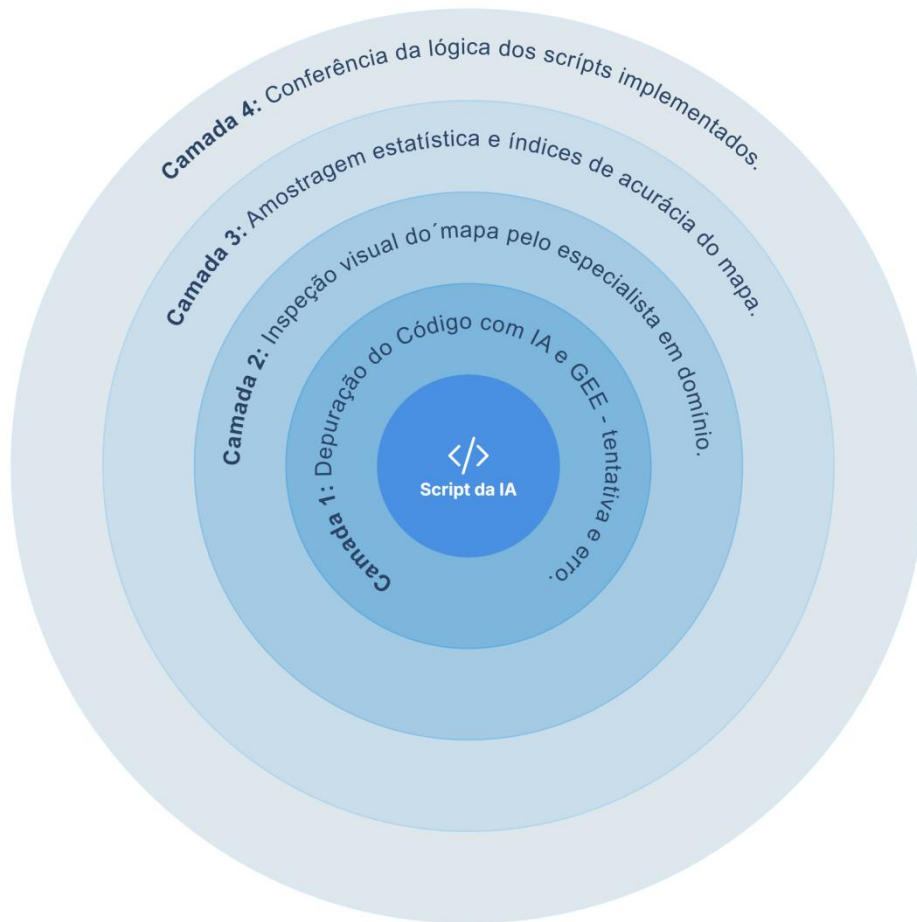 Camada 4: Conferência da lógica dos scrípts implementados.
Camada 3: Amostragem estatística e índices de acurácia do mapa.
Camada 2: Inspeção visual do´mapa pelo especialista em domínio.
Camada 1: Depuração do Código com IA e GEE - tentativa e erro.
</>
Script da IA